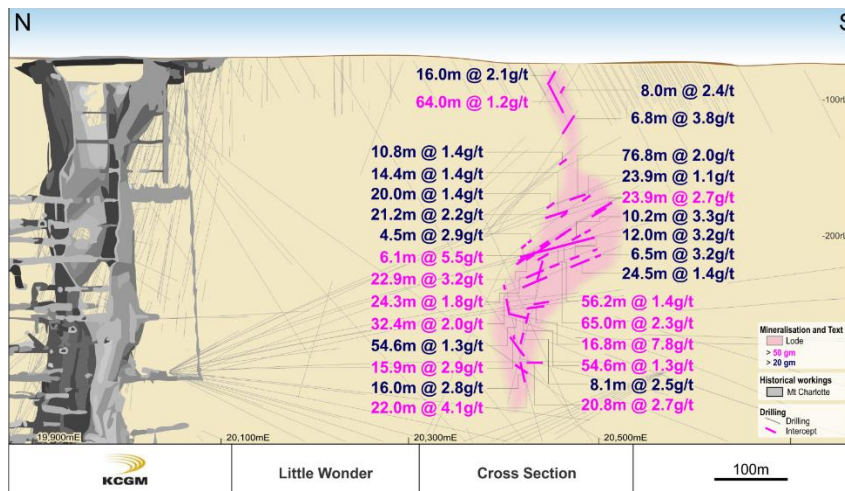 N
S
16.0m @ 2.1g/t
64.0m @ 1.2g/t
8.0m @ 2.4g/t
6.8m @ 3.8g/t
-100rl
10.8m @ 1.4g/t
14.4m @ 1.4g/t
20.0m @ 1.4g/t
21.2m @ 2.2g/t
4.5m @ 2.9g/t
6.1m @ 5.5g/t
22.9m @ 3.2g/t
24.3m @ 1.8g/t
32.4m @ 2.0g/t
54.6m @ 1.3g/t
15.9m @ 2.9g/t
16.0m @ 2.8g/t
22.0m @ 4.1g/t
76.8m @ 2.0g/t
23.9m @ 1.1g/t
23.9m @ 2.7g/t
10.2m @ 3.3g/t
12.0m @ 3.2g/t
6.5m @ 3.2g/t
24.5m @ 1.4g/t
56.2m @ 1.4g/t
65.0m @ 2.3g/t
16.8m @ 7.8g/t
54.6m @ 1.3g/t
8.1m @ 2.5g/t
20.8m @ 2.7g/t
-200rl
Mineralisation and Text
Lode
> 50 gm
> 20 gm
Historical workings
Mt Charlotte
Drilling
Drilling
Intercept
19,900mE
20,100mE
20,300mE
20,500mE
KCGM
Little Wonder
Cross Section
100m